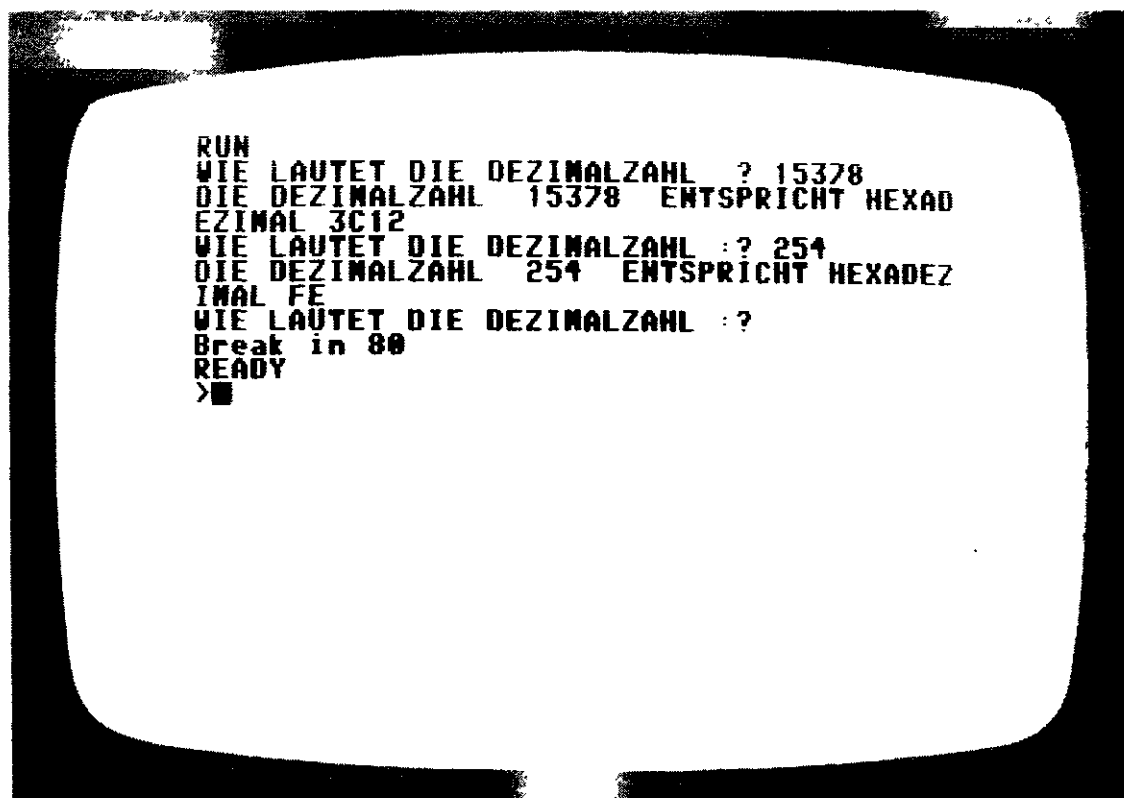 RUN
WIE LAUTET DIE DEZIMALZAHL  ? 15378
DIE DEZIMALZAHL  15378  ENTSPRICHT HEXAD
EZIMAL 3C12
WIE LAUTET DIE DEZIMALZAHL :? 254
DIE DEZIMALZAHL  254  ENTSPRICHT HEXADEZ
IMAL FE
WIE LAUTET DIE DEZIMALZAHL :?
Break in 80
READY
>